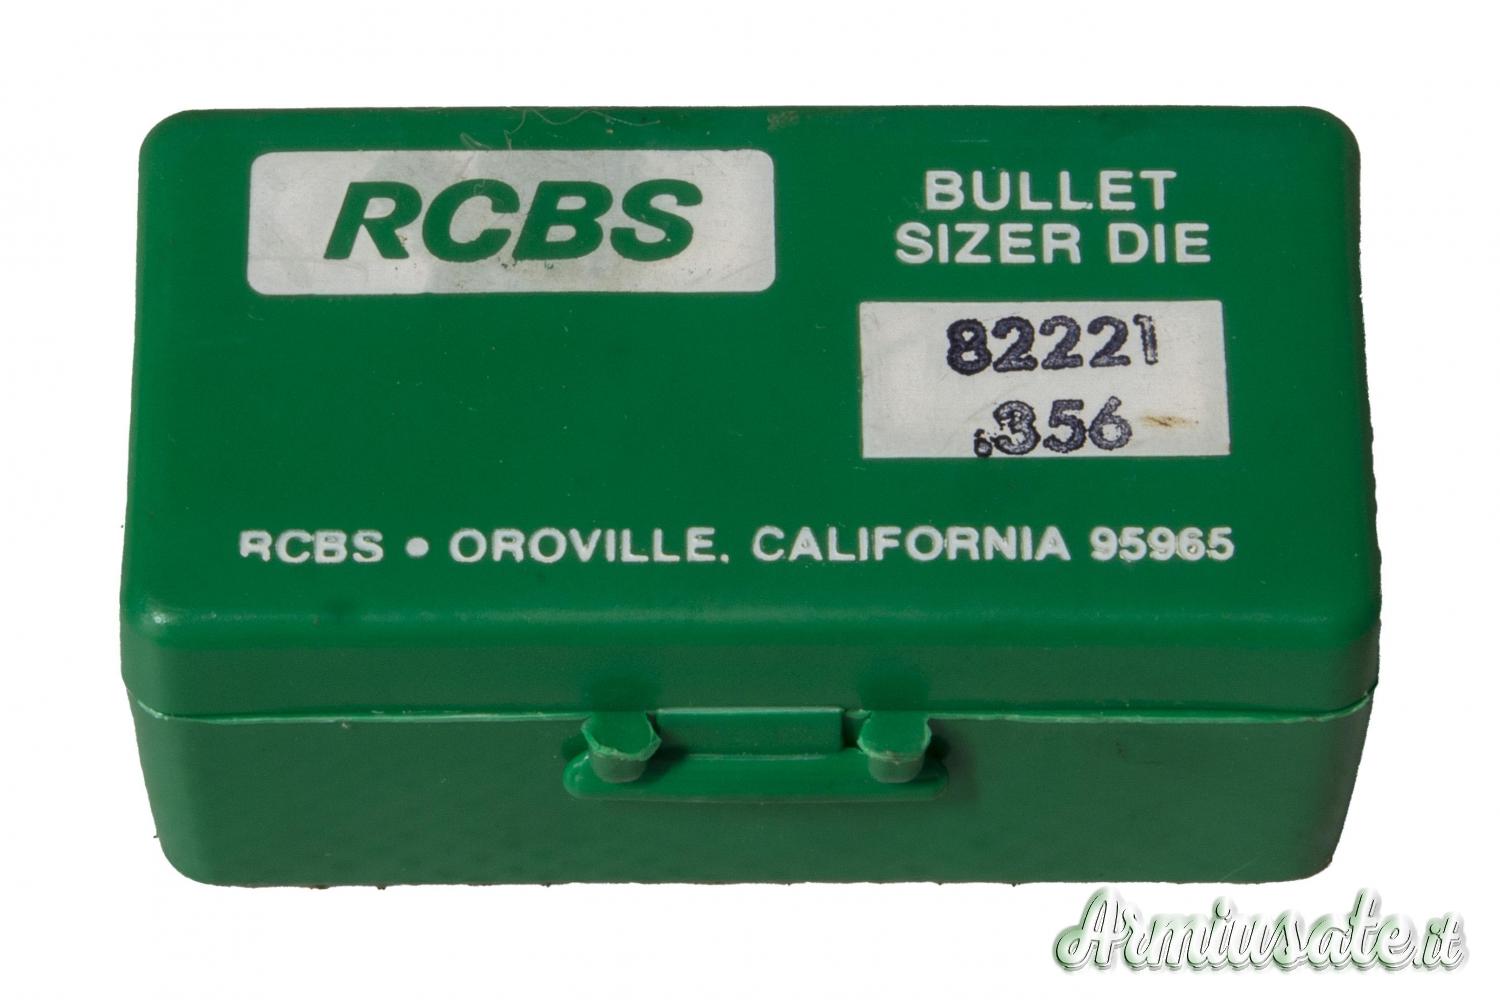 RCBS
BULLET
SIZER DIE
82221
.356
RCBS • OROVILLE, CALIFORNIA 95965
Armiusate.it